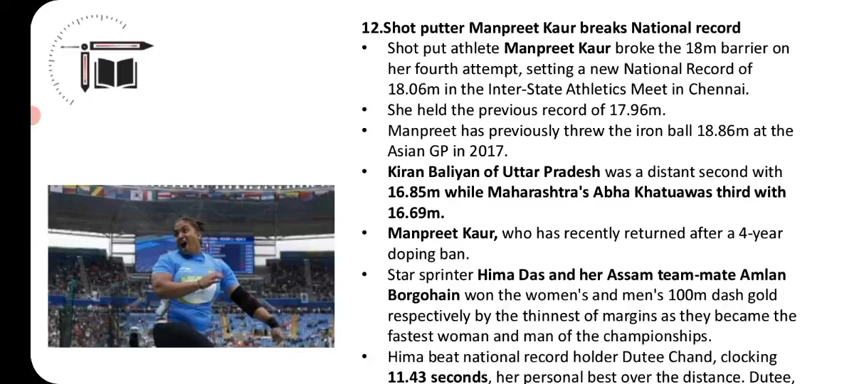 12.Shot putter Manpreet Kaur breaks National record
• Shot put athlete Manpreet Kaur broke the 18m barrier on
her fourth attempt, setting a new National Record of
18.06m in the Inter-State Athletics Meet in Chennai.
• She held the previous record of 17.96m.
• Manpreet has previously threw the iron ball 18.86m at the
Asian GP in 2017.
• Kiran Baliyan of Uttar Pradesh was a distant second with
16.85m while Maharashtra's Abha Khatuawas third with
16.69m.
• Manpreet Kaur, who has recently returned after a 4-year
doping ban.
• Star sprinter Hima Das and her Assam team-mate Amlan
Borgohain won the women's and men's 100m dash gold
respectively by the thinnest of margins as they became the
fastest woman and man of the championships.
• Hima beat national record holder Dutee Chand, clocking
11.43 seconds, her personal best over the distance. Dutee,